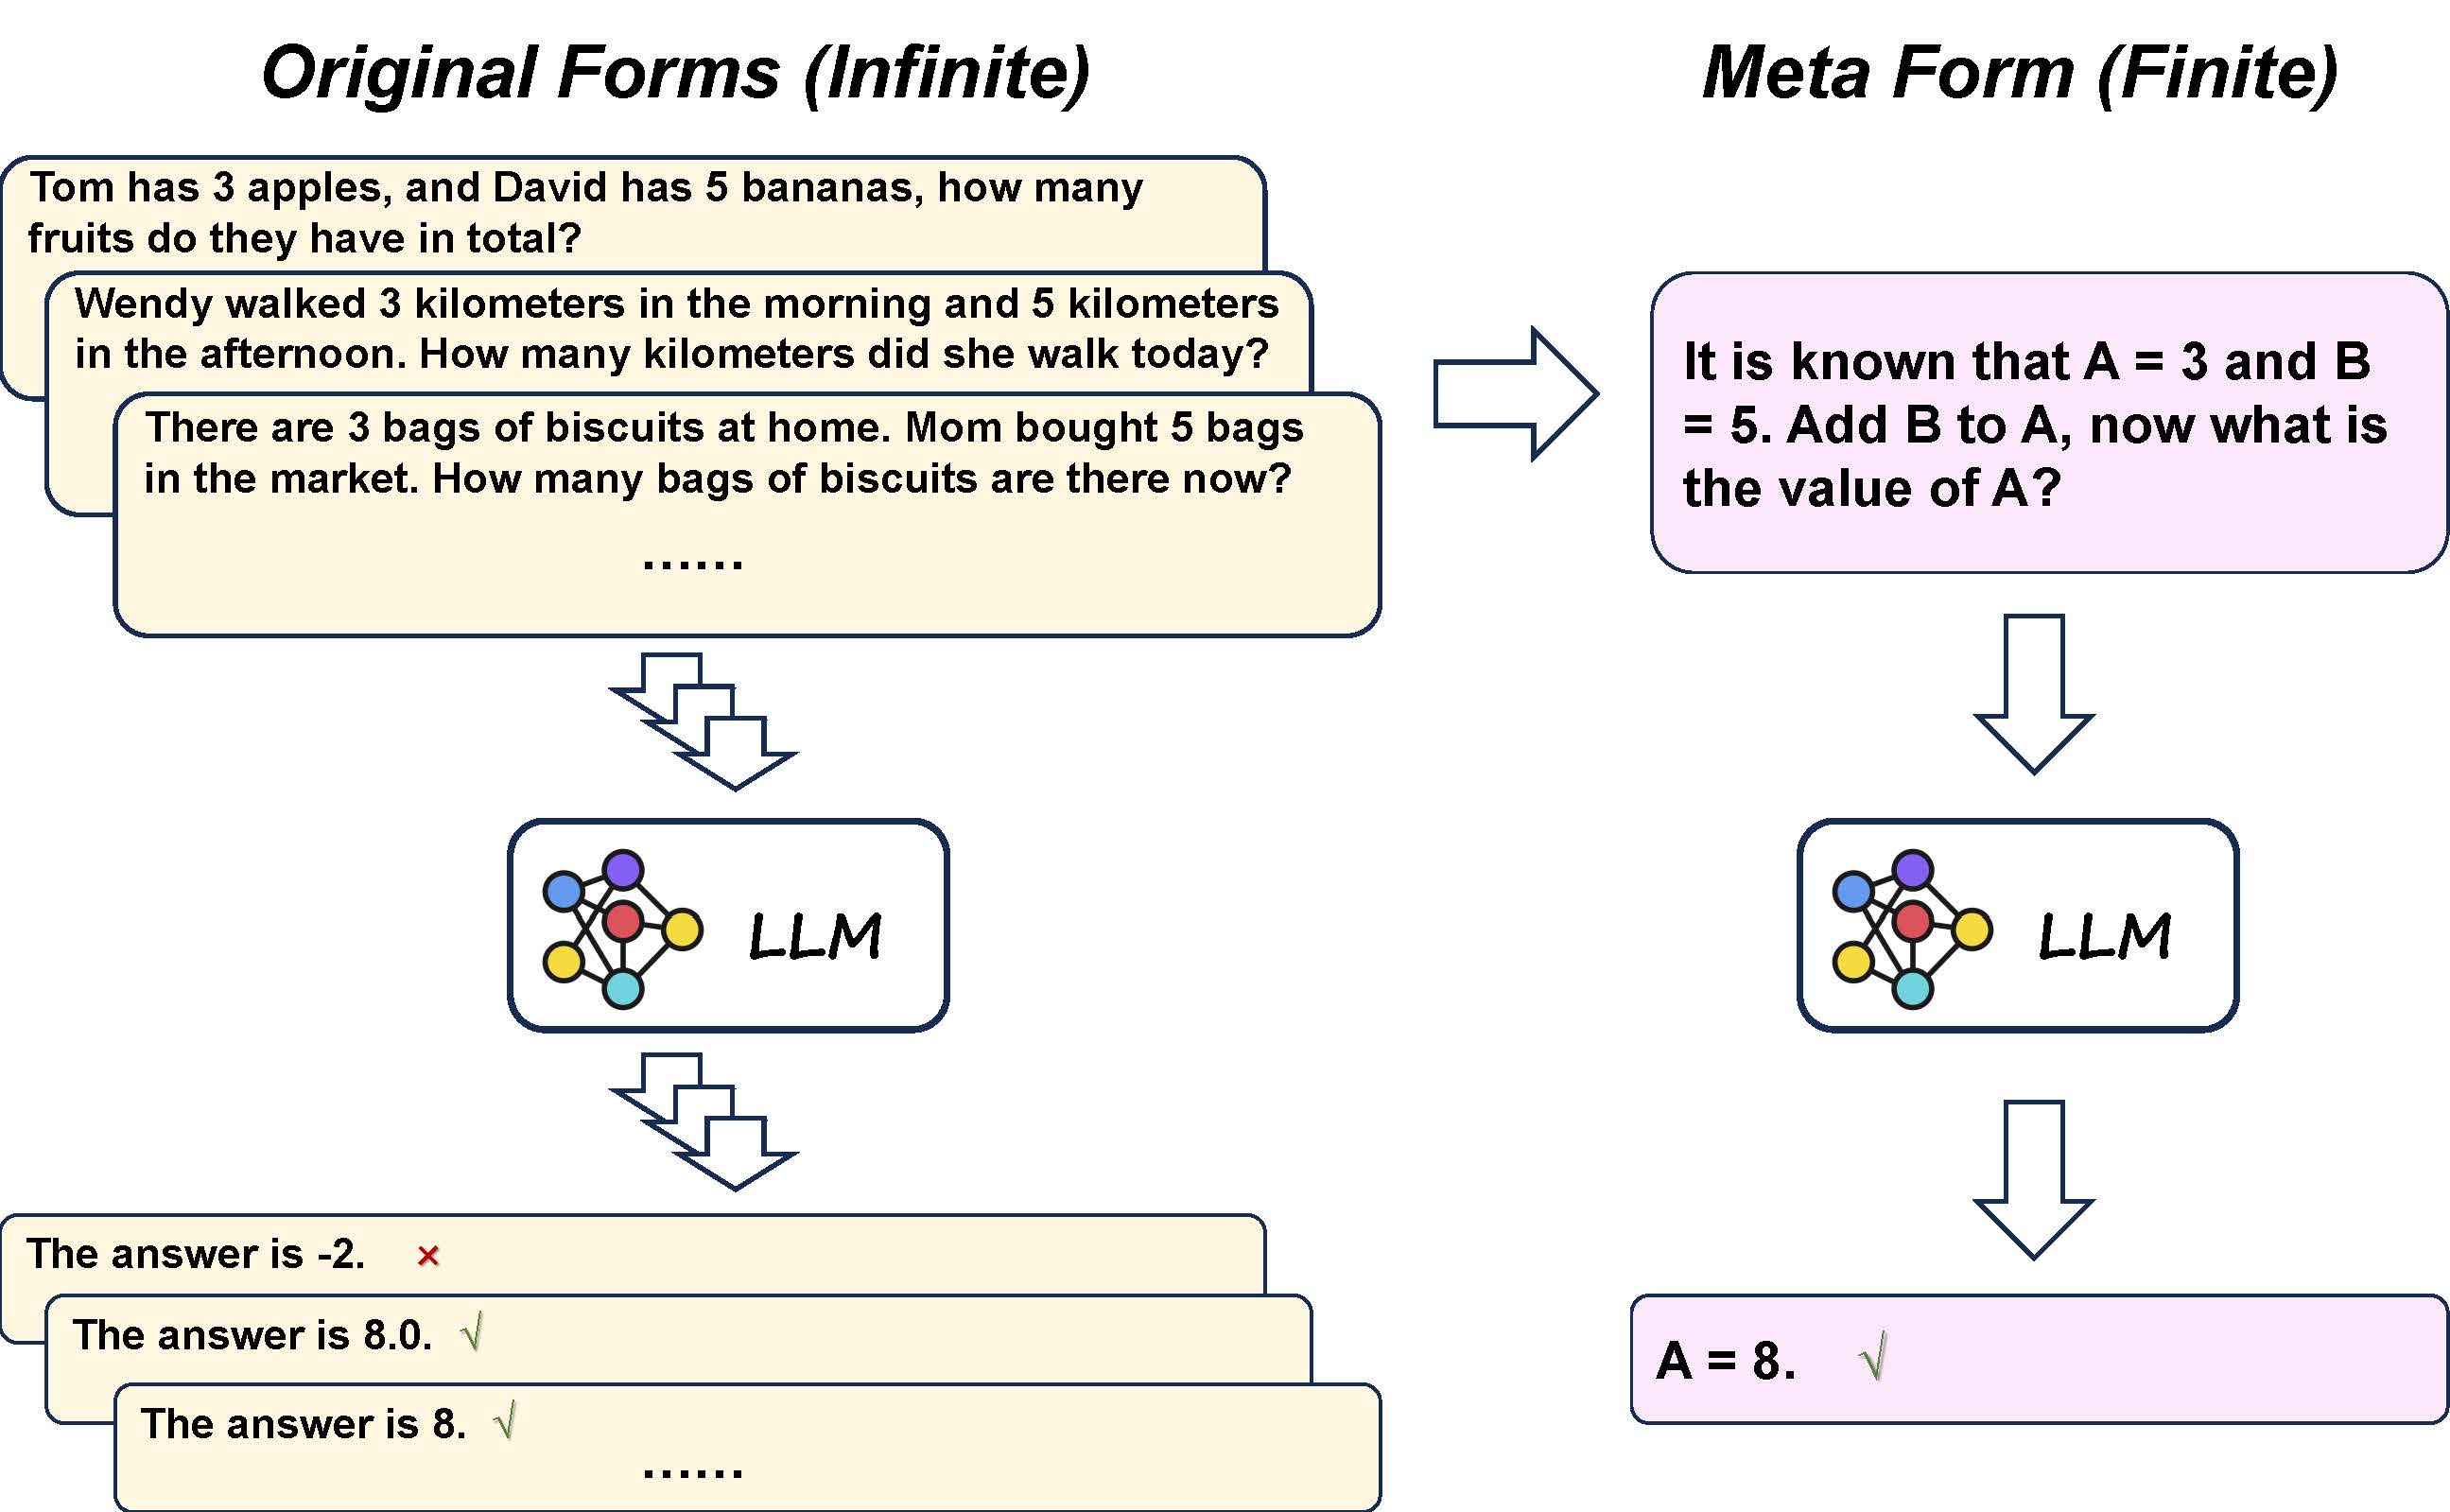 Original Forms (Infinite)
Tom has 3 apples, and David has 5 bananas, how many
fruits do they have in total?
Wendy walked 3 kilometers in the morning and 5 kilometers
in the afternoon. How many kilometers did she walk today?
There are 3 bags of biscuits at home. Mom bought 5 bags
in the market. How many bags of biscuits are there now?
......
LLM
The answer is -2. ×
The answer is 8.0. √
The answer is 8. √
......
Meta Form (Finite)
It is known that A = 3 and B
= 5. Add B to A, now what is
the value of A?
LLM
A = 8. √